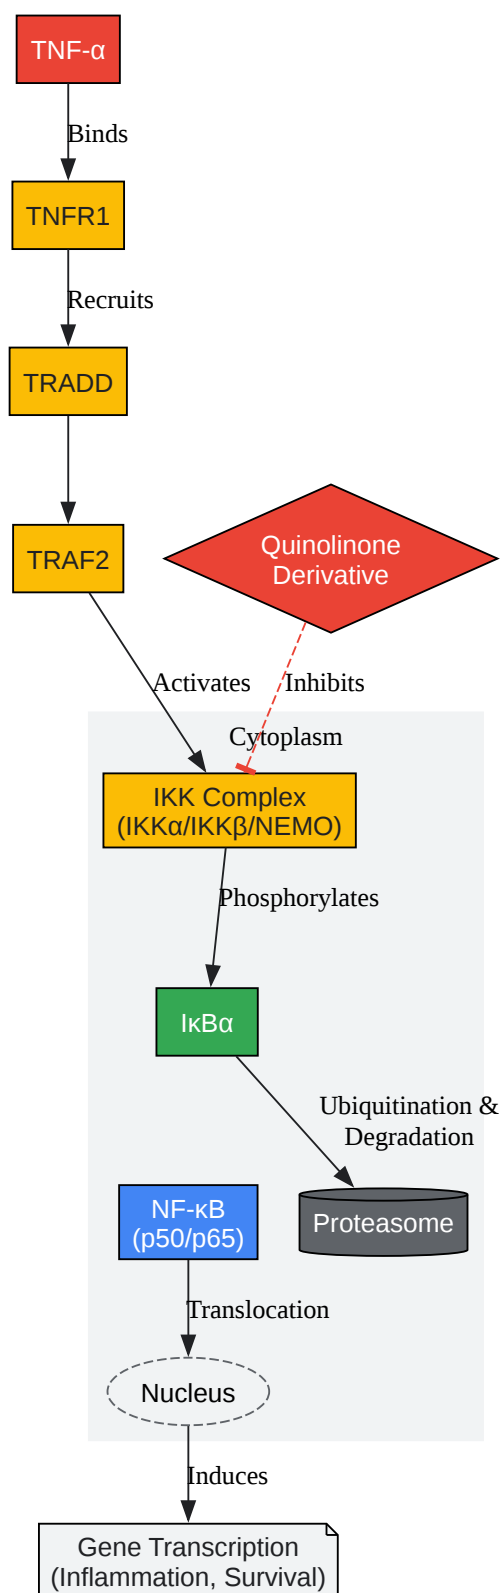 TNF-α
Binds
TNFR1
Recruits
TRADD
TRAF2
Quinolinone
Derivative
Activates
Inhibits
Cytoplasm
IKK Complex
(IKKα/IKKβ/NEMO)
Phosphorylates
IκBα
Ubiquitination &
Degradation
NF-κB
(p50/p65)
Proteasome
Translocation
Nucleus
Induces
Gene Transcription
(Inflammation, Survival)